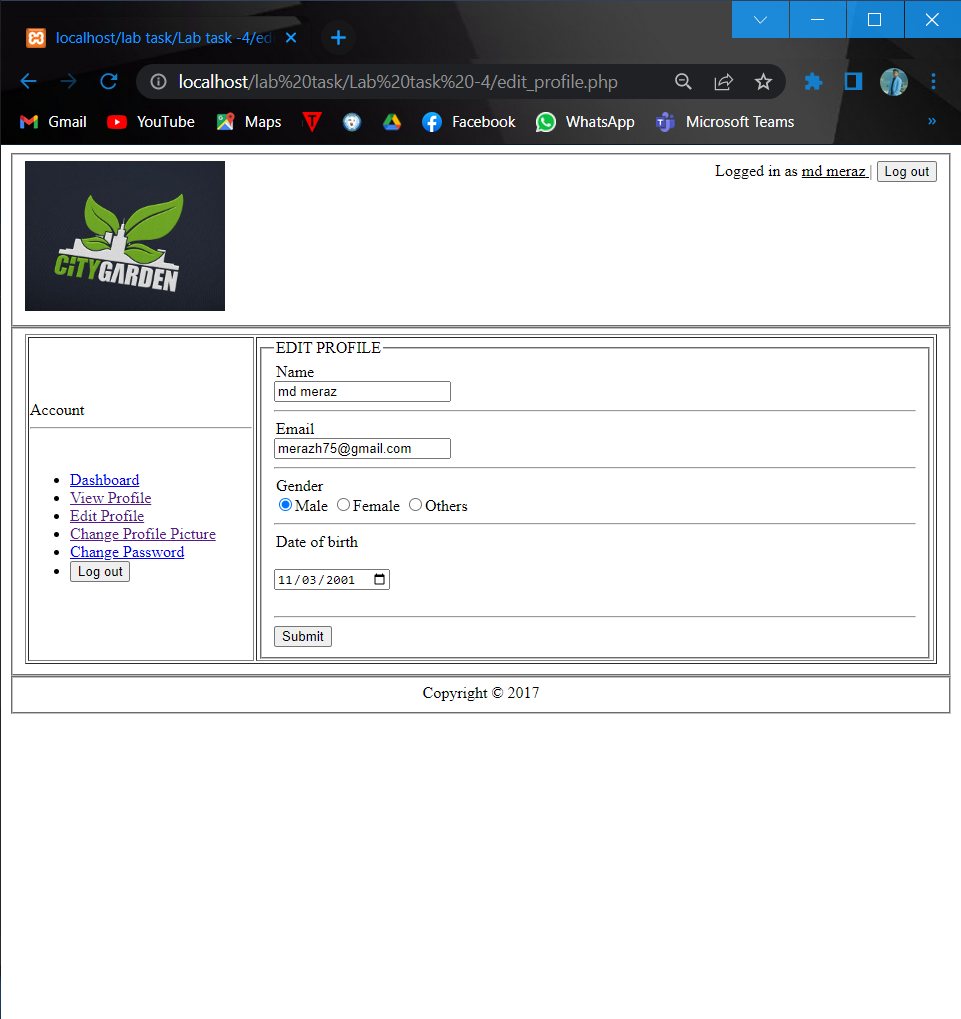 localhost/lab task/Lab task -4/ed
localhost/lab%20task/Lab%20task%20-4/edit_profile.php
Gmail YouTube Maps Facebook WhatsApp Microsoft Teams »
Logged in as md meraz | Log out
CITYGARDEN
Account
Dashboard
View Profile
Edit Profile
Change Profile Picture
Change Password
Log out
EDIT PROFILE
Name
md meraz
Email
merazh75@gmail.com
Gender
Male Female Others
Date of birth
11/03/2001
Submit
Copyright © 2017